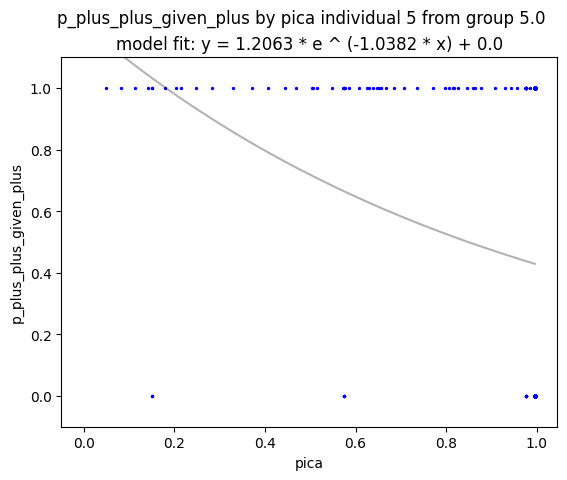 p_plus_plus_given_plus by pica individual 5 from group 5.0
model fit: y = 1.2063 * e ^ (-1.0382 * x) + 0.0
p_plus_plus_given_plus
1.0
0.8
0.6
0.4
0.2
0.0
0.0 0.2 0.4 0.6 0.8 1.0
pica